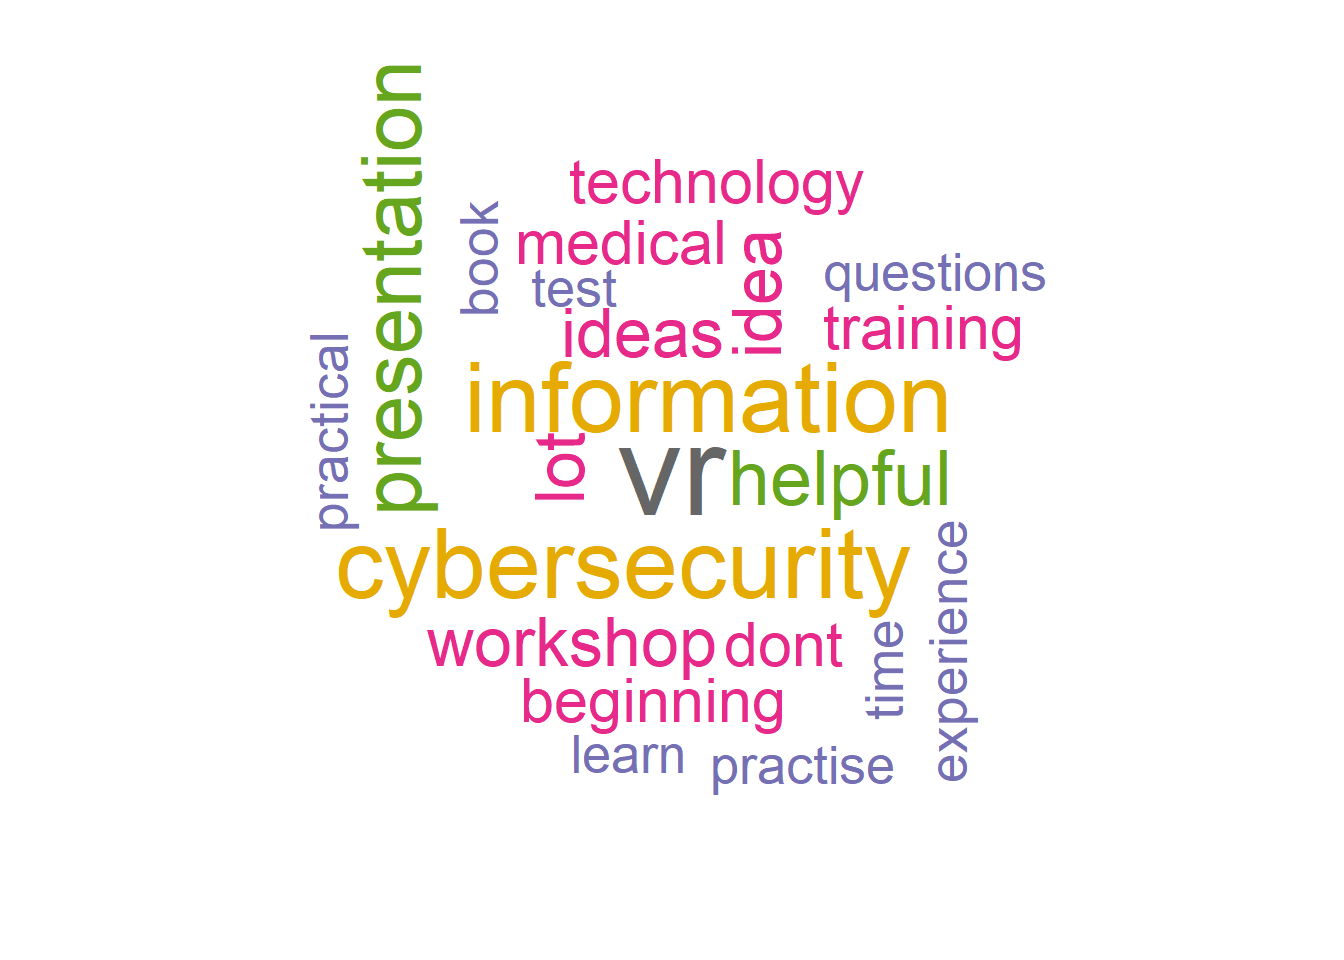 presentation
technology
book
medical
idea
questions
test
ideas
training
practical
information
lot
vr
helpful
cybersecurity
experience
workshop
dont
time
beginning
learn
practise